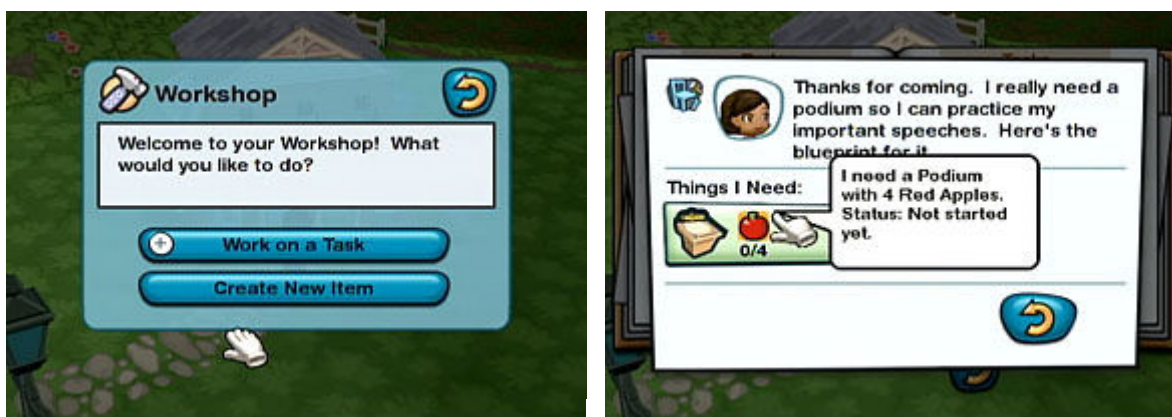 Workshop
Welcome to your Workshop! What
would you like to do?
Work on a Task
Create New Item
Thanks for coming. I really need a
podium so I can practice my
important speeches. Here's the
blueprint for it
Things I Need:
0/4
I need a Podium
with 4 Red Apples.
Status: Not started
yet.